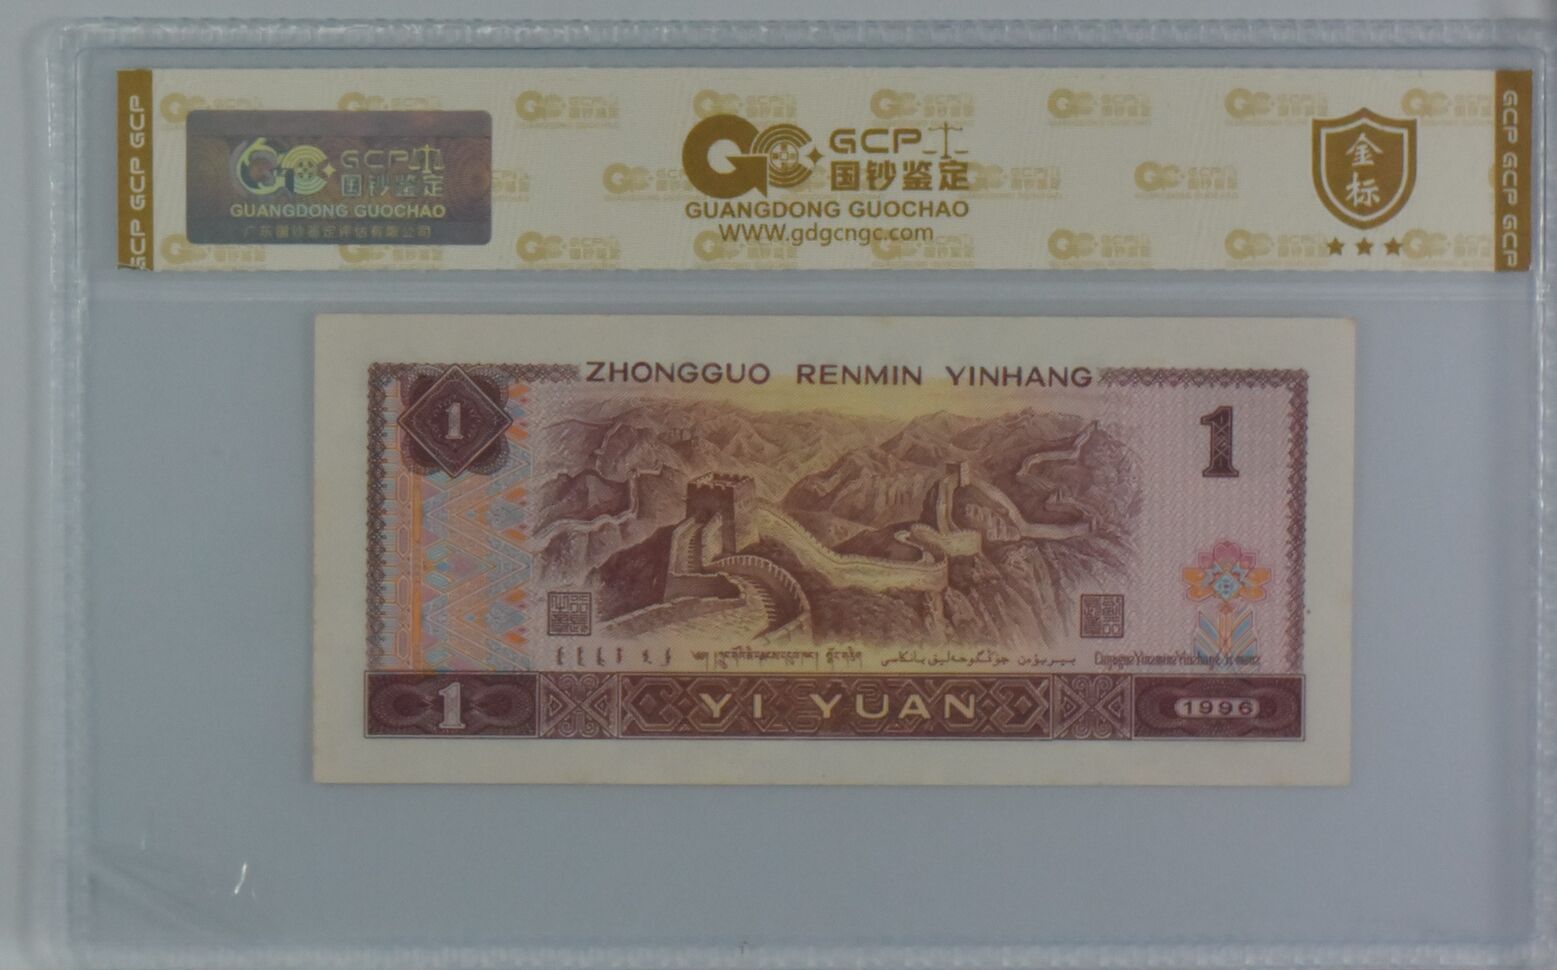 GCP GCP GCP
GCP
国钞鉴定
GUANGDONG GUOCHAO
广东国钞鉴定评估有限公司
GCP
国钞鉴定
GUANGDONG GUOCHAO
WWW.gdgcngc.com
金
标
GCP GCP GCP
ZHONGGUO RENMIN YINHANG
1
1
1
YI YUAN
1996